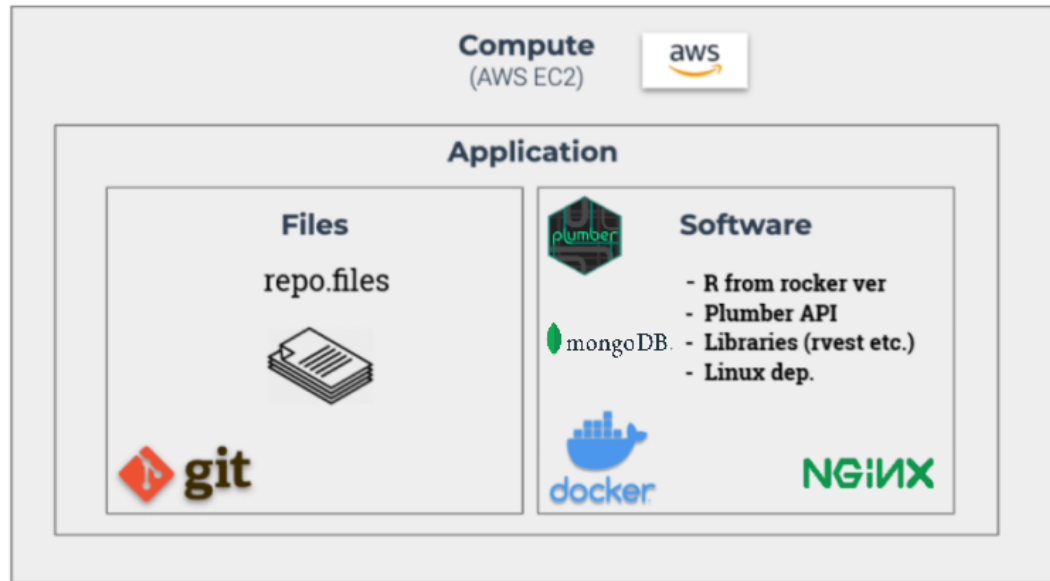 Compute
(AWS EC2)
aws
Application
Files
repo.files
git
plumber
Software
- R from rocker ver
- Plumber API
- Libraries (rvest etc.)
- Linux dep.
mongoDB.
docker
NGiNX